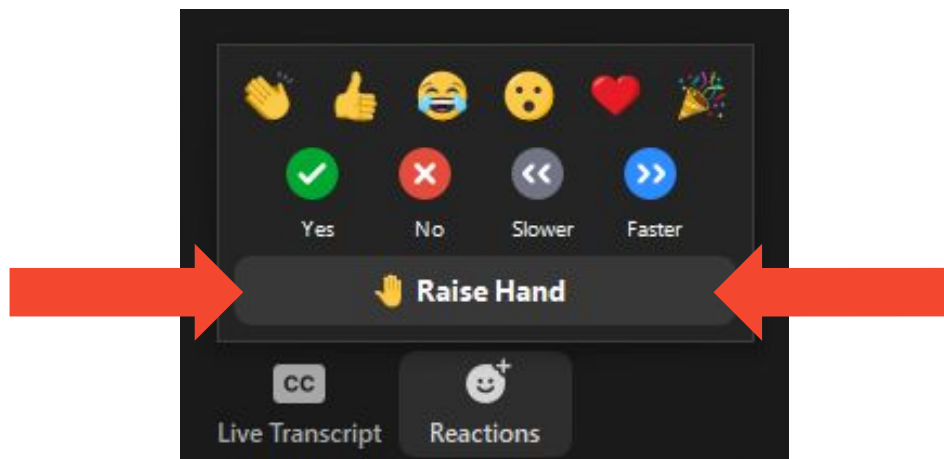 Yes No Slower Faster
Raise Hand
CC
Live Transcript Reactions